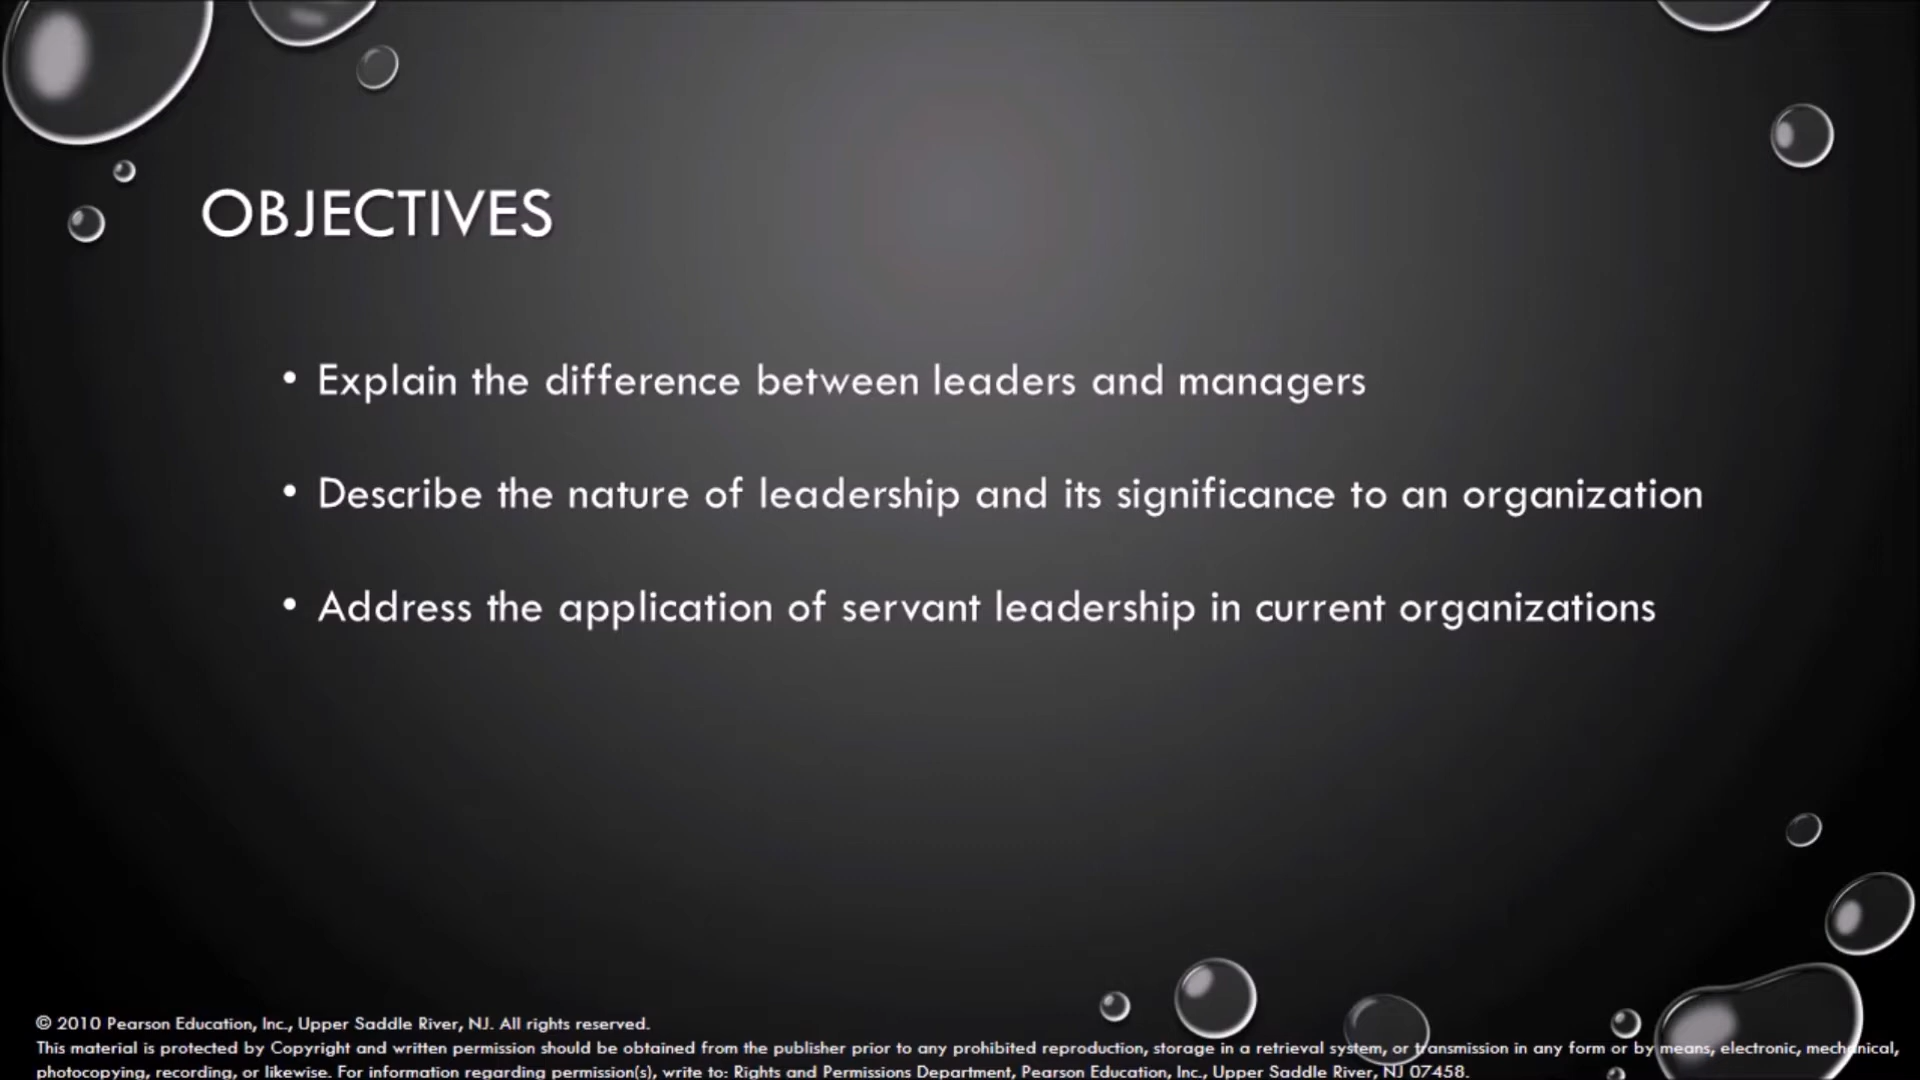 OBJECTIVES
• Explain the difference between leaders and managers
• Describe the nature of leadership and its significance to an organization
• Address the application of servant leadership in current organizations
© 2010 Pearson Education, Inc., Upper Saddle River, NJ. All rights reserved.
This material is protected by Copyright and written permission should be obtained from the publisher prior to any prohibited reproduction, storage in a retrieval system, or transmission in any form or by means, electronic, mechanical,
photocopying, recording, or likewise. For information regarding permission(s), write to: Rights and Permissions Department, Pearson Education, Inc., Upper Saddle River, NJ 07458.